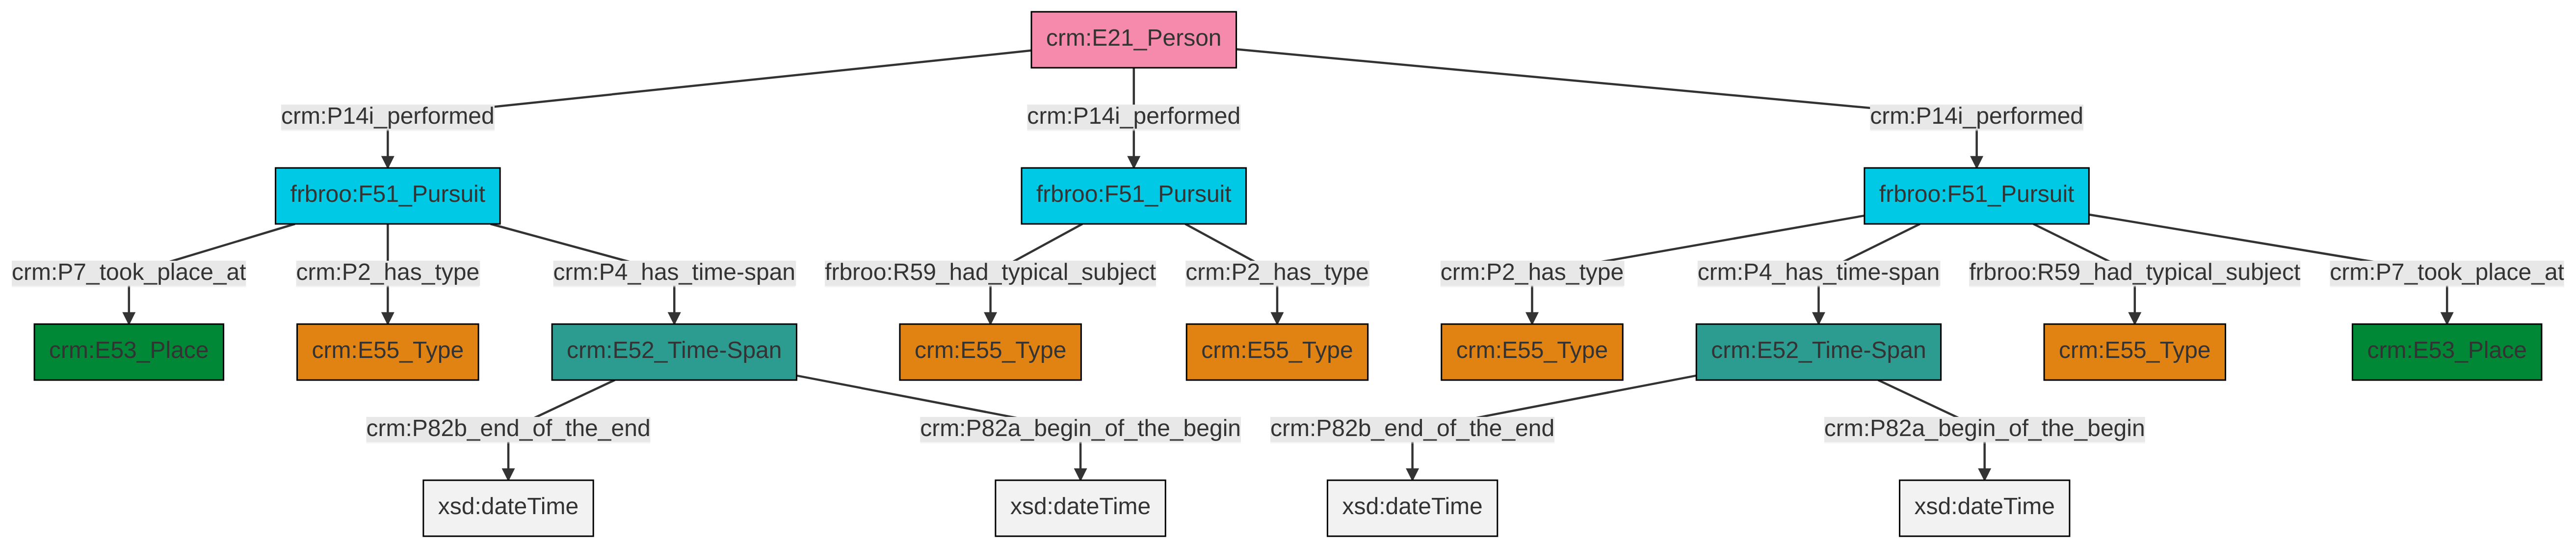 crm:E21_Person
crm:P14i_performed
crm:P14i_performed
crm:P14i_performed
frbroo:F51_Pursuit
frbroo:F51_Pursuit
frbroo:F51_Pursuit
crm:P7_took_place_at
crm:P2_has_type
crm:P4_has_time-span
frbroo:R59_had_typical_subject
crm:P2_has_type
crm:P2_has_type
crm:P4_has_time-span
frbroo:R59_had_typical_subject
crm:P7_took_place_at
crm:E53_Place
crm:E55_Type
crm:E52_Time-Span
crm:E55_Type
crm:E55_Type
crm:E55_Type
crm:E52_Time-Span
crm:E55_Type
crm:E53_Place
crm:P82b_end_of_the_end
crm:P82a_begin_of_the_begin
crm:P82b_end_of_the_end
crm:P82a_begin_of_the_begin
xsd:dateTime
xsd:dateTime
xsd:dateTime
xsd:dateTime